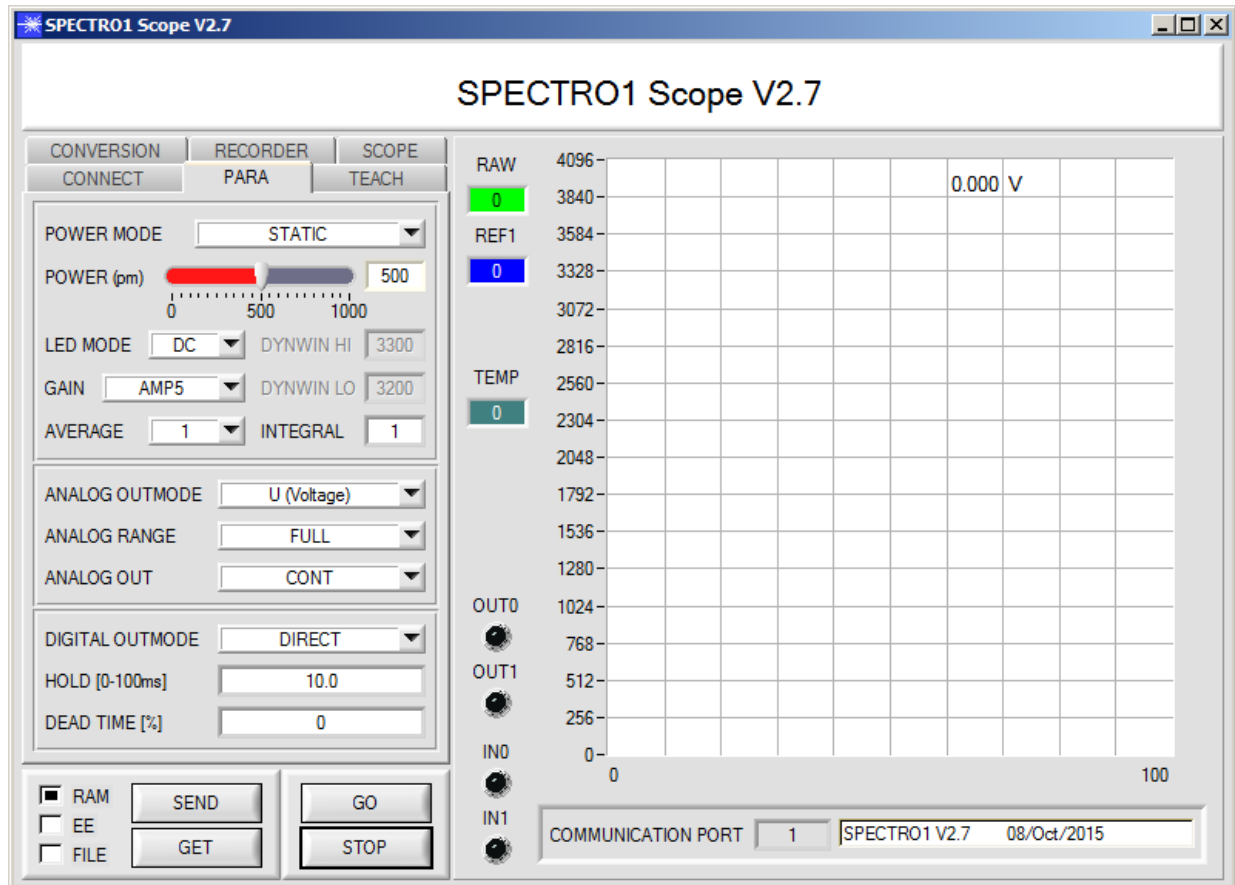 SPECTRO1 Scope V2.7
SPECTRO1 Scope V2.7
CONVERSION RECORDER SCOPE
CONNECT PARA TEACH
POWER MODE STATIC
POWER (pm) 500
0 500 1000
LED MODE DC DYNWIN HI 3300
GAIN AMP5 DYNWIN LO 3200
AVERAGE 1 INTEGRAL 1
ANALOG OUTMODE U (Voltage)
ANALOG RANGE FULL
ANALOG OUT CONT
DIGITAL OUTMODE DIRECT
HOLD [0-100ms] 10.0
DEAD TIME [%] 0
RAM
EE
FILE
SEND
GET
GO
STOP
RAW
0
REF1
0
TEMP
0
OUT0
OUT1
IN0
IN1
0.000 V
4096
3840
3584
3328
3072
2816
2560
2304
2048
1792
1536
1280
1024
768
512
256
0
0 100
COMMUNICATION PORT 1 SPECTRO1 V2.7 08/Oct/2015